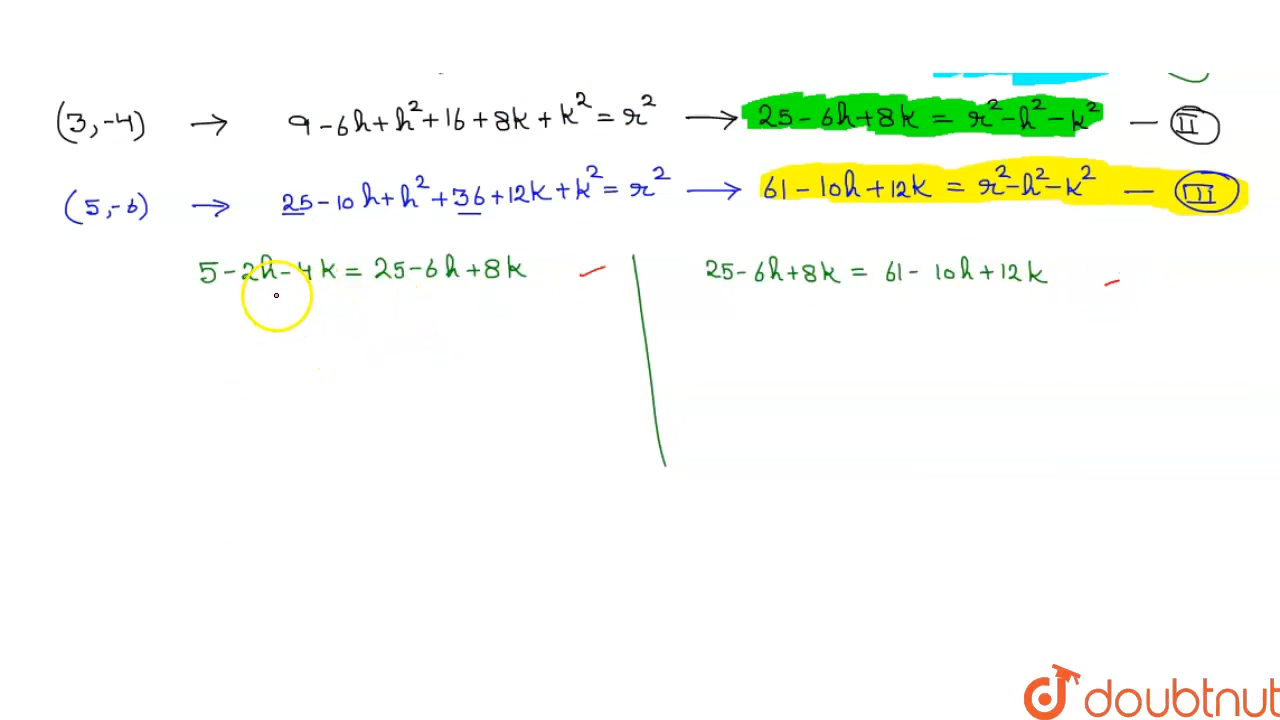 (3,-4) → 9-6h+h²+16+8k+k²=r² → 25-6h+8k = r²-h²-k² — II
(5,-6) → 25-10h+h²+36+12k+k²=r² → 61-10h+12k = r²-h²-k² — III
5-2h-4k = 25-6h+8k
25-6h+8k = 61-10h+12k
doubtnut